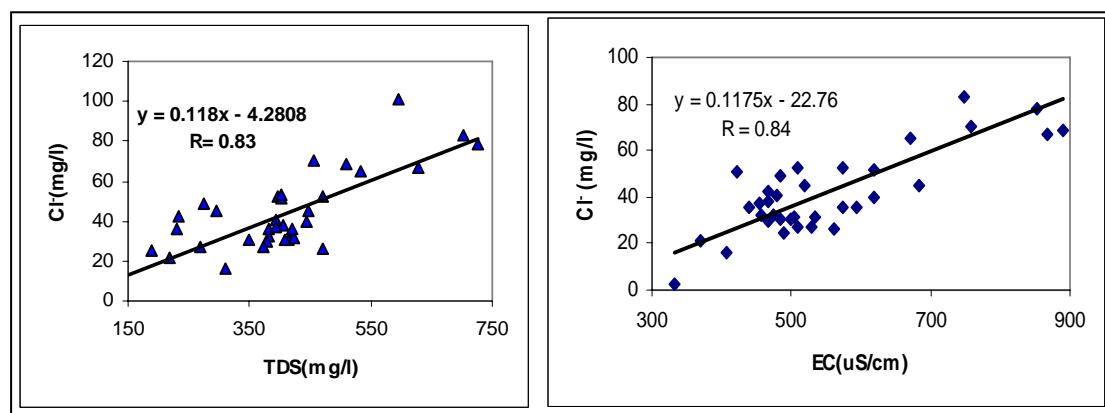 120
100
80
60
40
20
0
Cl⁻(mg/l)
y = 0.118x - 4.2808
R= 0.83
150 350 550 750
TDS(mg/l)
100
80
60
40
20
0
Cl⁻ (mg/l)
y = 0.1175x - 22.76
R = 0.84
300 500 700 900
EC(uS/cm)